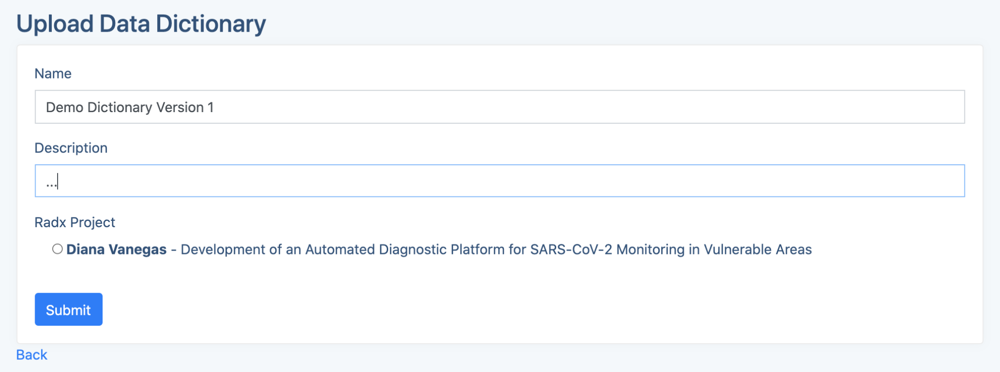 Upload Data Dictionary
Name
Demo Dictionary Version 1
Description
...
Radx Project
Diana Vanegas - Development of an Automated Diagnostic Platform for SARS-CoV-2 Monitoring in Vulnerable Areas
Submit
Back